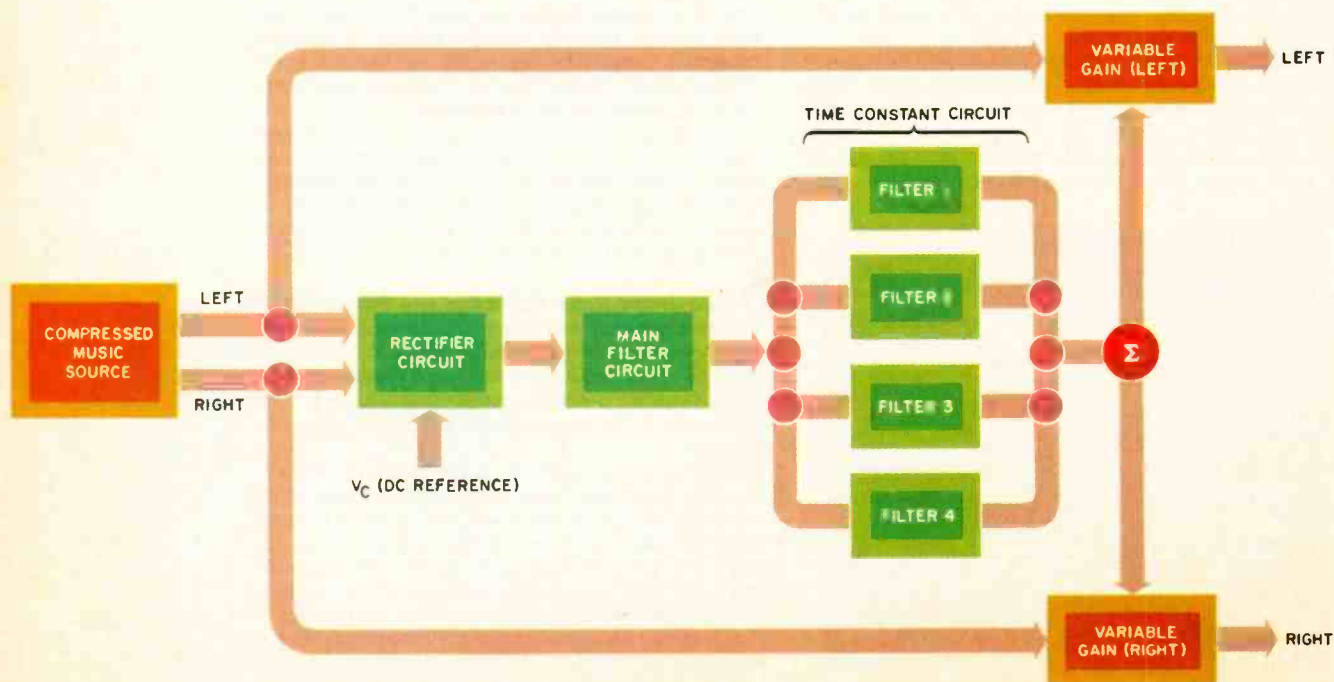 VARIABLE
GAIN (LEFT)
LEFT
TIME CONSTANT CIRCUIT
FILTER
FILTER
FILTER 3
FILTER 4
LEFT
COMPRESSED
MUSIC
SOURCE
RIGHT
RECTIFIER
CIRCUIT
MAIN
FILTER
CIRCUIT
Σ
V_C (DC REFERENCE)
VARIABLE
GAIN (RIGHT)
RIGHT